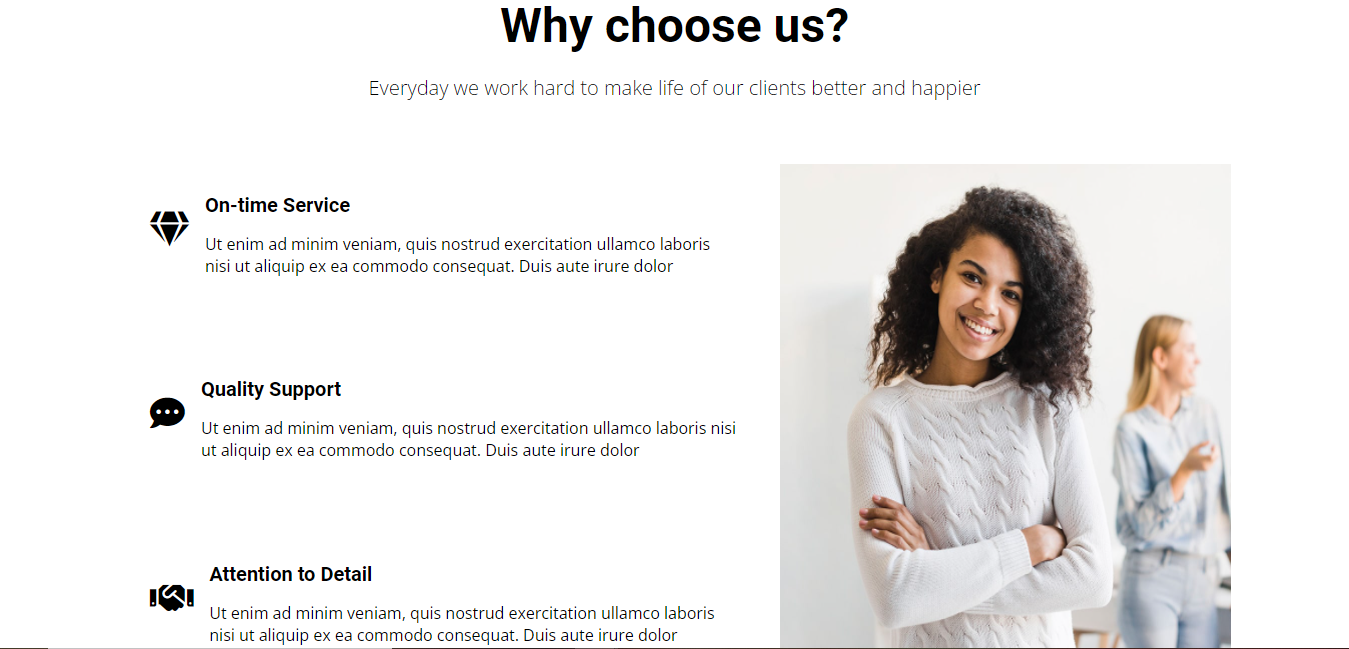 Why choose us?
Everyday we work hard to make life of our clients better and happier
On-time Service
Ut enim ad minim veniam, quis nostrud exercitation ullamco laboris
nisi ut aliquip ex ea commodo consequat. Duis aute irure dolor
Quality Support
Ut enim ad minim veniam, quis nostrud exercitation ullamco laboris nisi
ut aliquip ex ea commodo consequat. Duis aute irure dolor
Attention to Detail
Ut enim ad minim veniam, quis nostrud exercitation ullamco laboris
nisi ut aliquip ex ea commodo consequat. Duis aute irure dolor